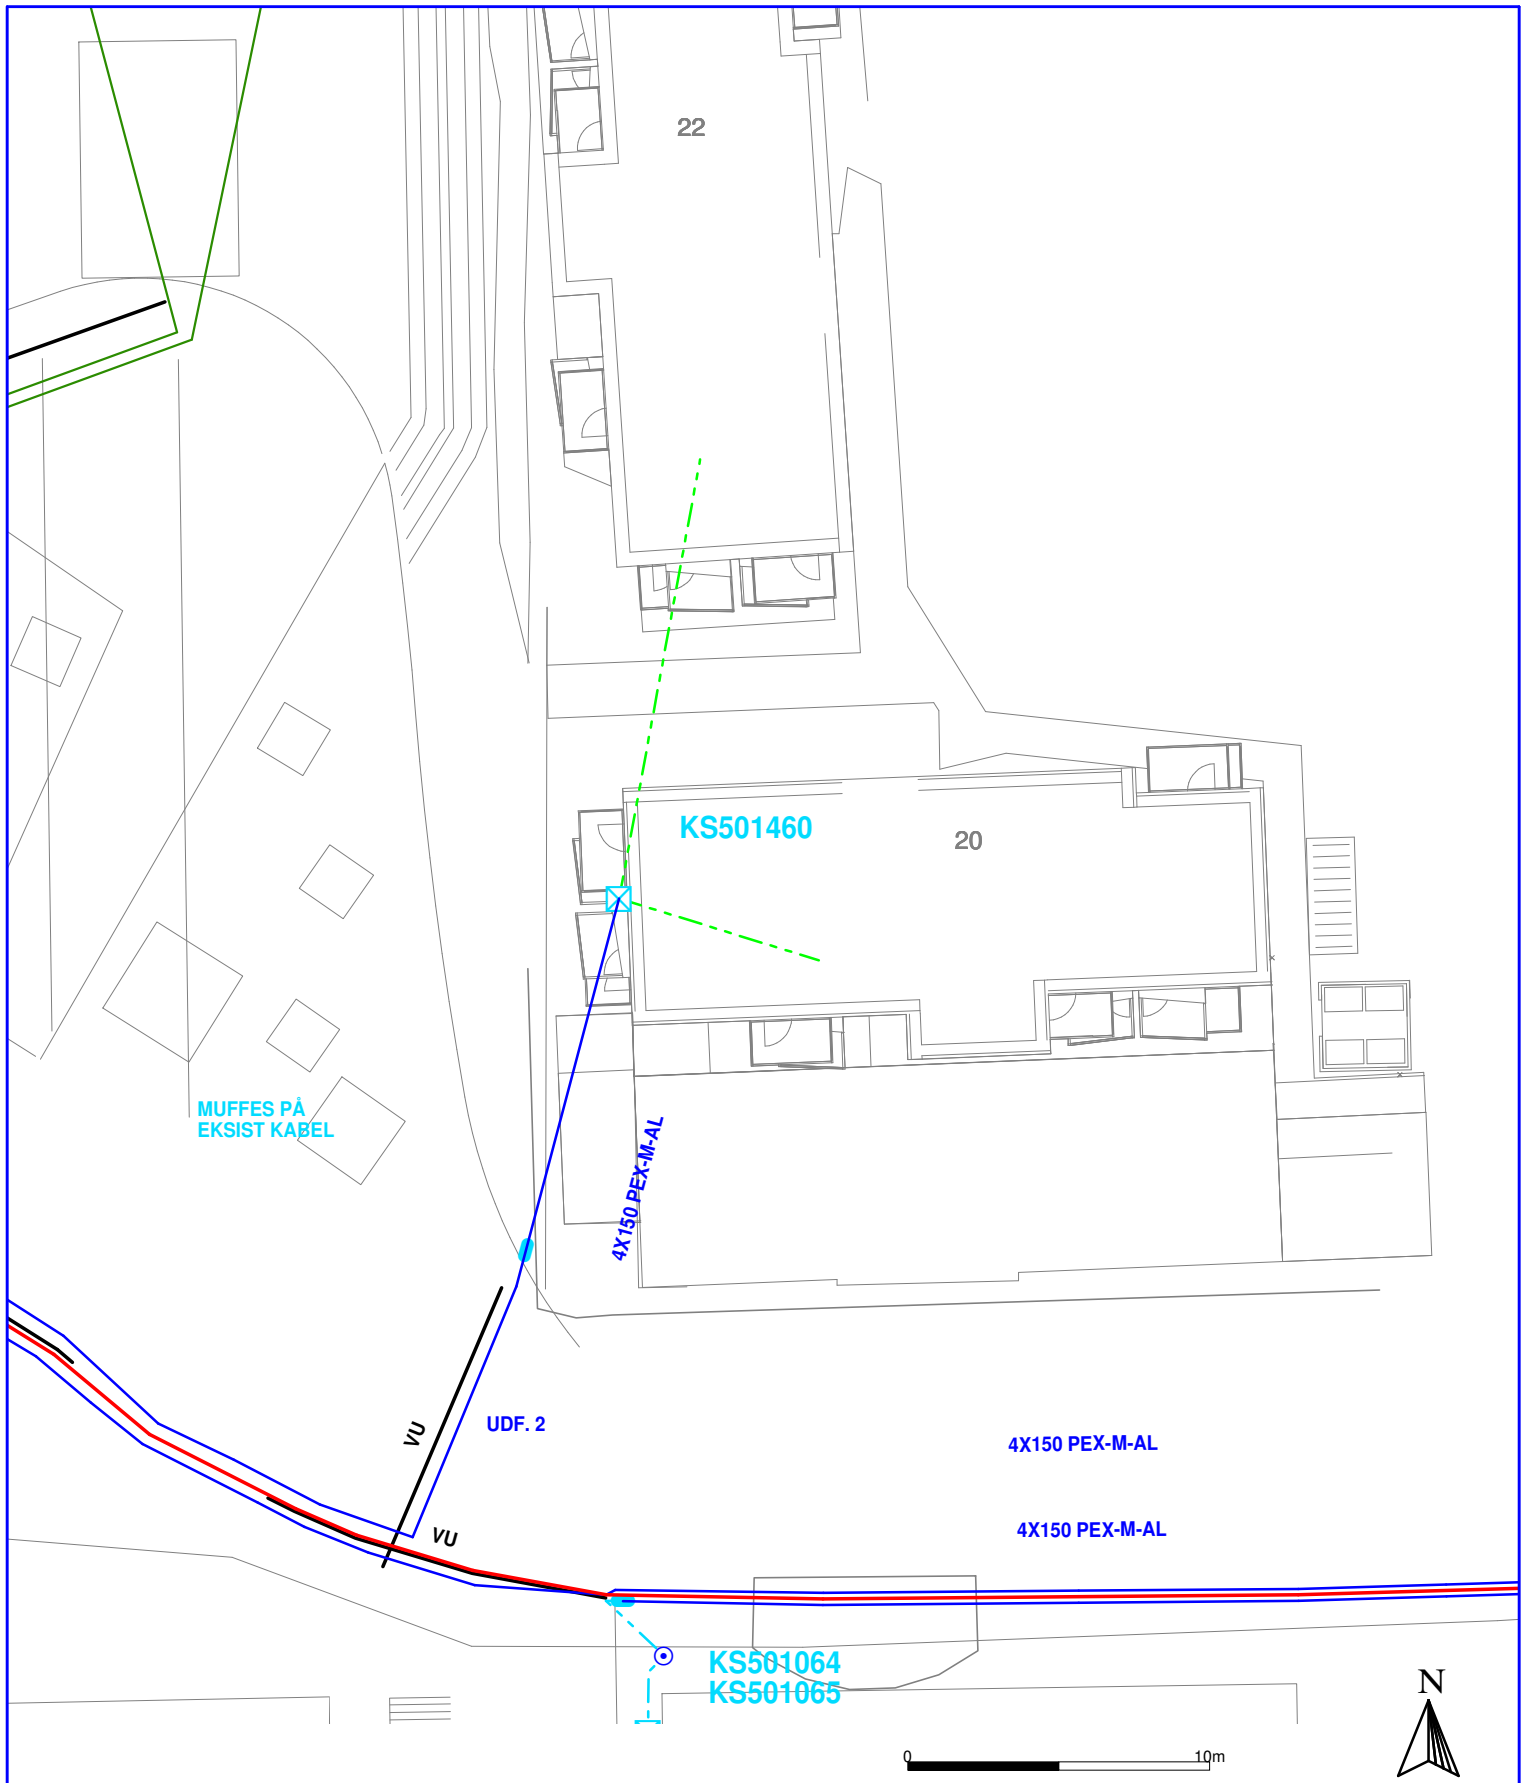 22
KS501460
20
MUFFES PÅ
EKSIST KABEL
4X150 PEX-M-AL
VU
UDF. 2
4X150 PEX-M-AL
VU
4X150 PEX-M-AL
KS501064
KS501065
N
0
10m